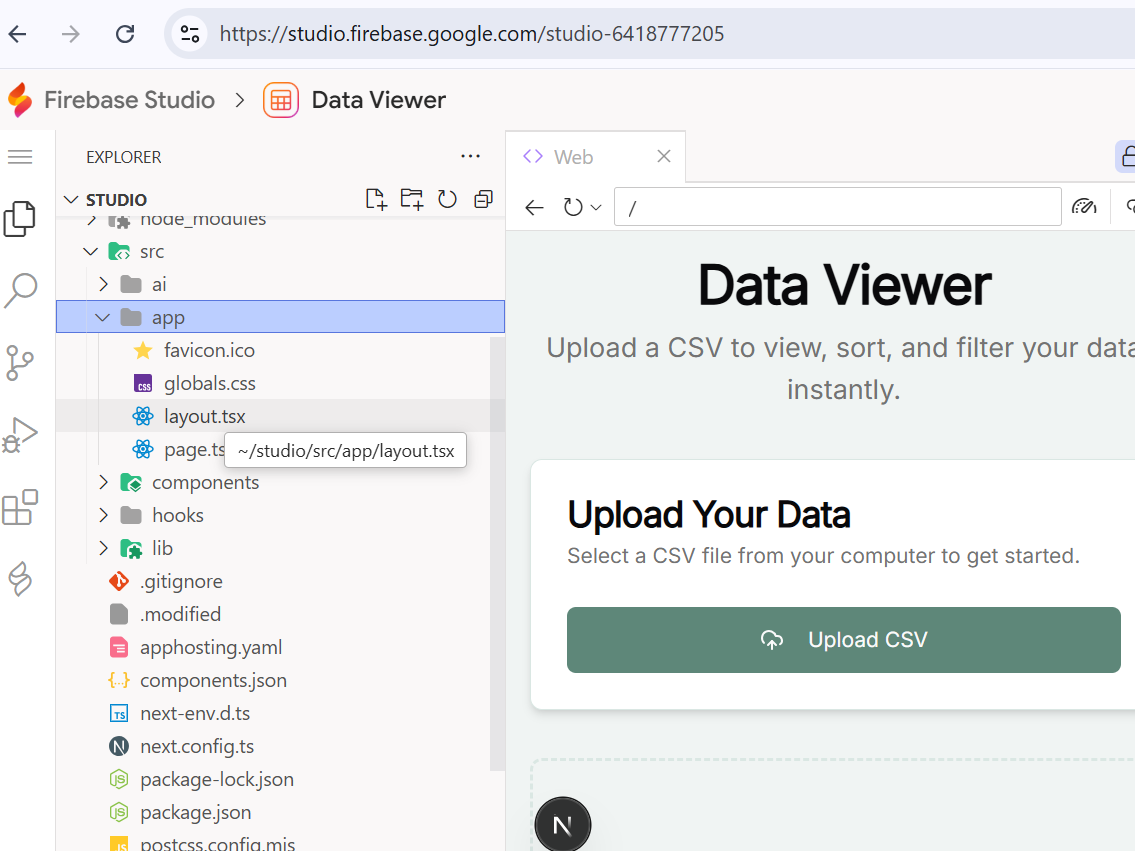 https://studio.firebase.google.com/studio-6418777205
Firebase Studio > Data Viewer
EXPLORER
STUDIO
node_modules
src
ai
app
favicon.ico
globals.css
layout.tsx
page.ts
~/studio/src/app/layout.tsx
components
hooks
lib
.gitignore
.modified
apphosting.yaml
components.json
next-env.d.ts
next.config.ts
package-lock.json
package.json
postcss.config.mjs
Web
/
Data Viewer
Upload a CSV to view, sort, and filter your data
instantly.
Upload Your Data
Select a CSV file from your computer to get started.
Upload CSV
N